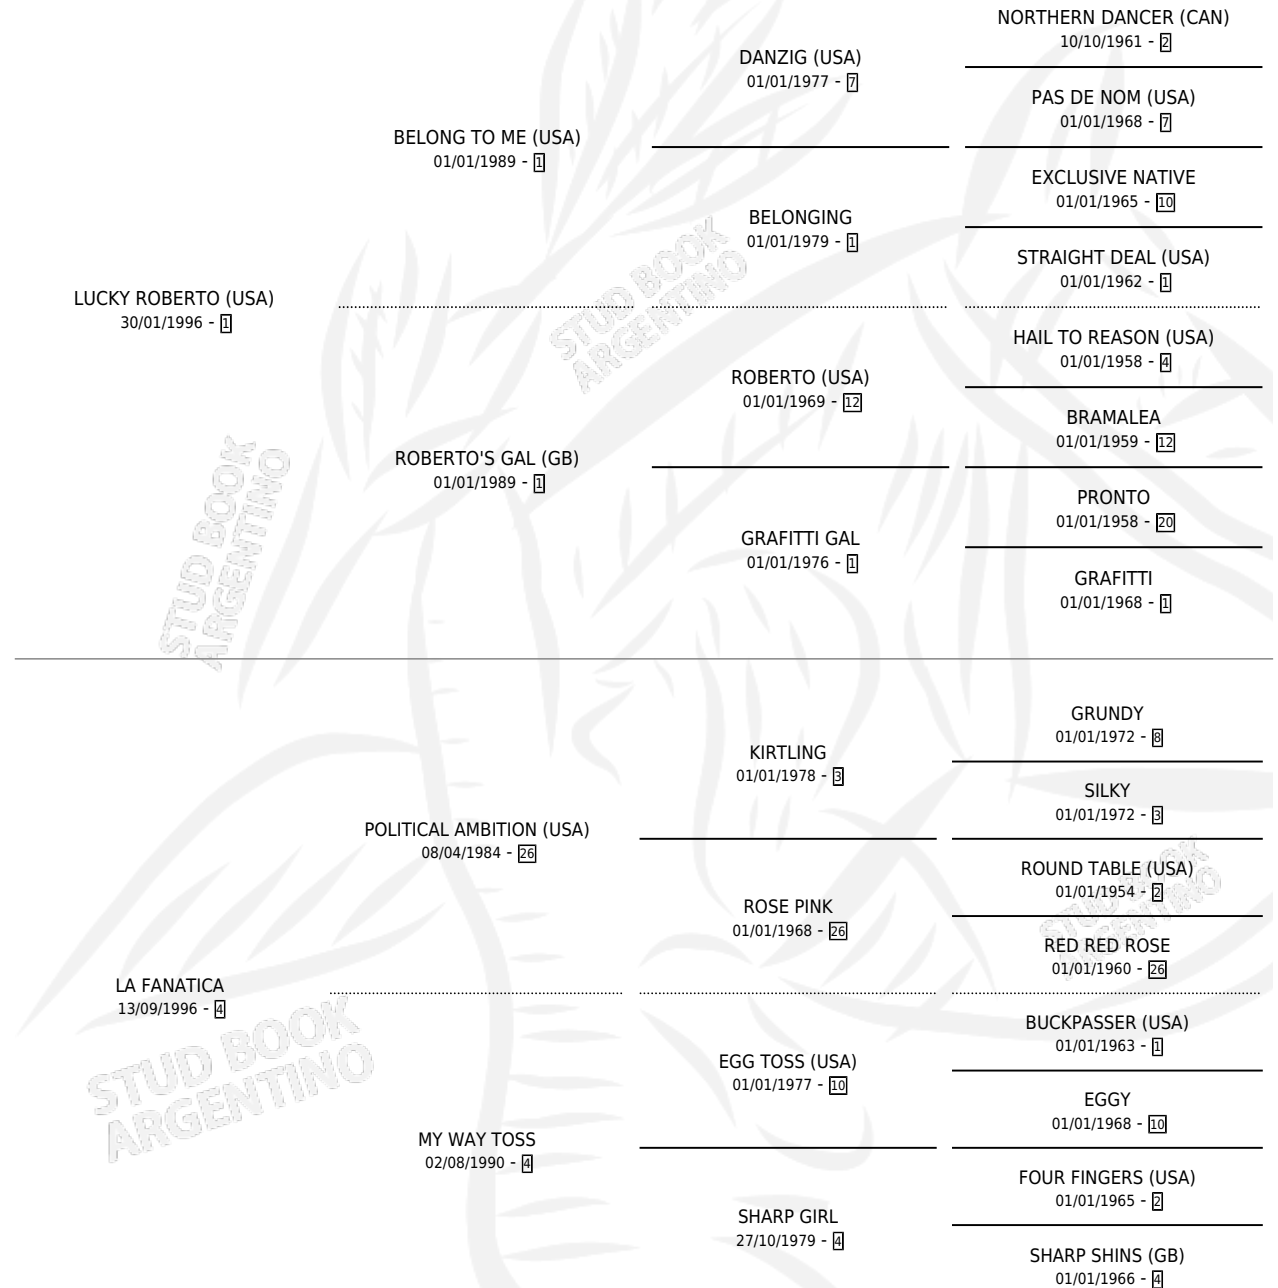 NORTHERN DANCER (CAN)
10/10/1961 - 2
DANZIG (USA)
01/01/1977 - 7
PAS DE NOM (USA)
01/01/1968 - 7
BELONG TO ME (USA)
01/01/1989 - 1
EXCLUSIVE NATIVE
01/01/1965 - 10
BELONGING
01/01/1979 - 1
STRAIGHT DEAL (USA)
01/01/1962 - 1
LUCKY ROBERTO (USA)
30/01/1996 - 1
HAIL TO REASON (USA)
01/01/1958 - 4
ROBERTO (USA)
01/01/1969 - 12
BRAMALEA
01/01/1959 - 12
ROBERTO'S GAL (GB)
01/01/1989 - 1
PRONTO
01/01/1958 - 20
GRAFITTI GAL
01/01/1976 - 1
GRAFITTI
01/01/1968 - 1
GRUNDY
01/01/1972 - 8
KIRTLING
01/01/1978 - 3
SILKY
01/01/1972 - 3
POLITICAL AMBITION (USA)
08/04/1984 - 26
ROUND TABLE (USA)
01/01/1954 - 2
ROSE PINK
01/01/1968 - 26
RED RED ROSE
01/01/1960 - 26
LA FANATICA
13/09/1996 - 4
BUCKPASSER (USA)
01/01/1963 - 1
EGG TOSS (USA)
01/01/1977 - 10
EGGY
01/01/1968 - 10
MY WAY TOSS
02/08/1990 - 4
FOUR FINGERS (USA)
01/01/1965 - 2
SHARP GIRL
27/10/1979 - 4
SHARP SHINS (GB)
01/01/1966 - 4
STUD BOOK
ARGENTINO
STUD BOOK
ARGENTINO
STUD BOOK
ARGENTINO
STUD BOOK
ARGENTINO